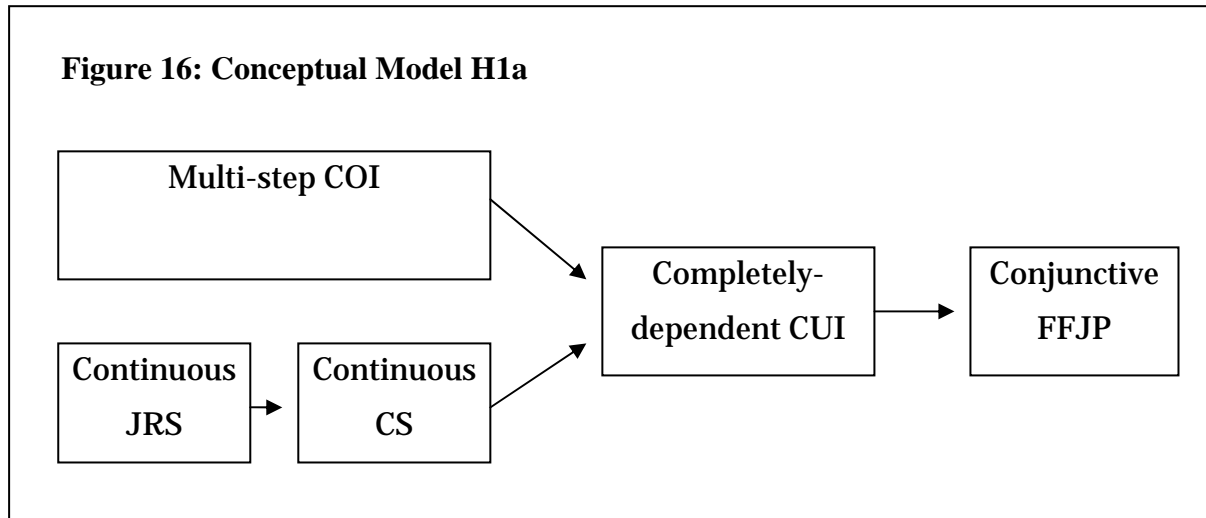 Figure 16: Conceptual Model H1a
Multi-step COI
Completely-
dependent CUI
Conjunctive
FFJP
Continuous
JRS
Continuous
CS